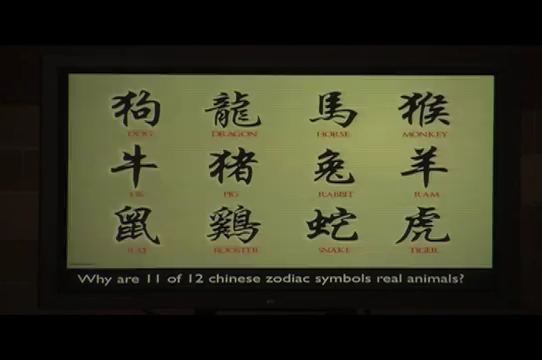 狗 龍 馬 猴
DOG DRAGON HORSE MONKEY
牛 猪 兔 羊
OX PIG RABBIT RAM
鼠 鷄 蛇 虎
RAT ROOSTER SNAKE TIGER
Why are 11 of 12 chinese zodiac symbols real animals?